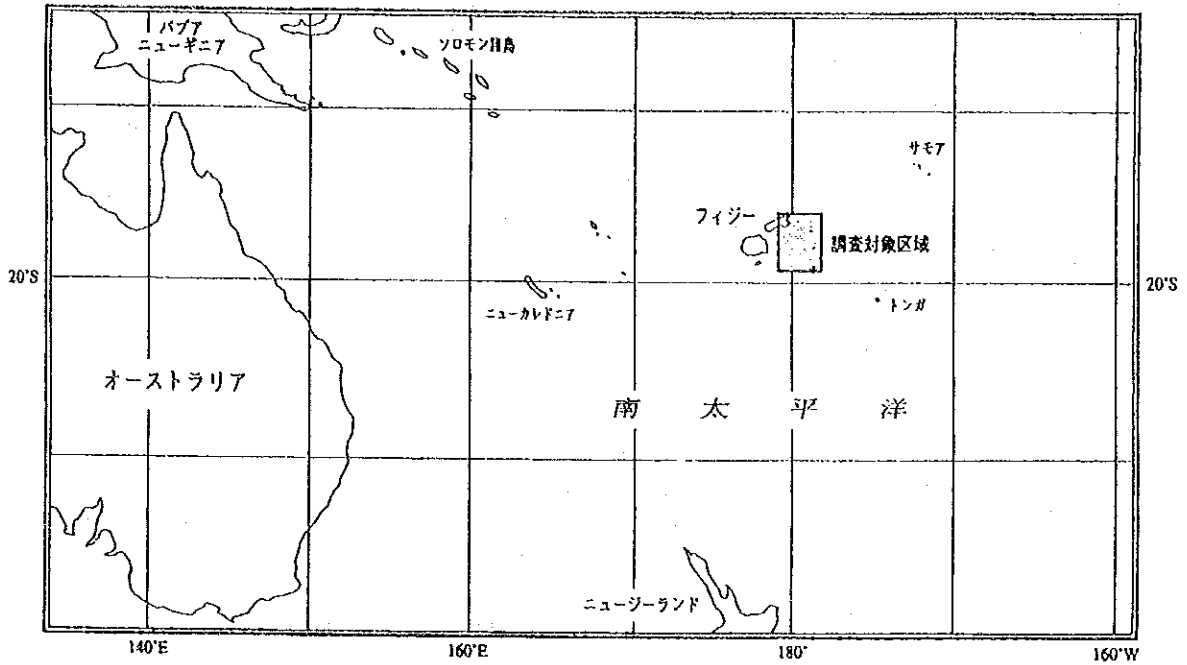 パプア
ニューギニア
ソロモン諸島
サモア
フィジー
調査対象区域
20°S
20°S
トンガ
ニューカレドニア
オーストラリア
南太平洋
ニュージーランド
140°E
160°E
180°
160°W